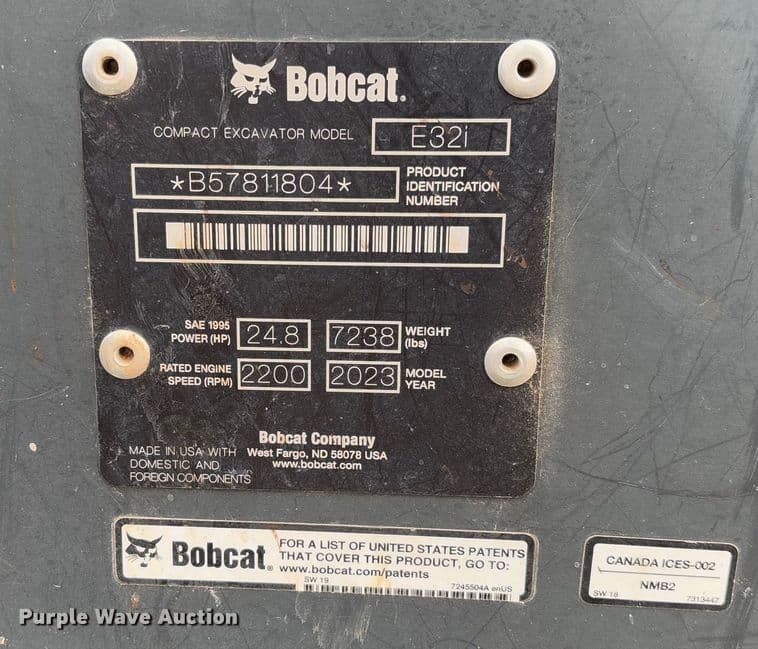 Bobcat.
COMPACT EXCAVATOR MODEL E32i
*B57811804* PRODUCT
IDENTIFICATION
NUMBER
SAE 1995
POWER (HP) 24.8 7238 WEIGHT
(lbs)
RATED ENGINE
SPEED (RPM) 2200 2023 MODEL
YEAR
Bobcat Company
West Fargo, ND 58078 USA
www.bobcat.com
MADE IN USA WITH
DOMESTIC AND
FOREIGN COMPONENTS
Bobcat.
FOR A LIST OF UNITED STATES PATENTS
THAT COVER THIS PRODUCT, GO TO:
www.bobcat.com/patents
SW 19 7245504A enUS
CANADA ICES-002
NMB2
SW 18 7313447
Purple Wave Auction